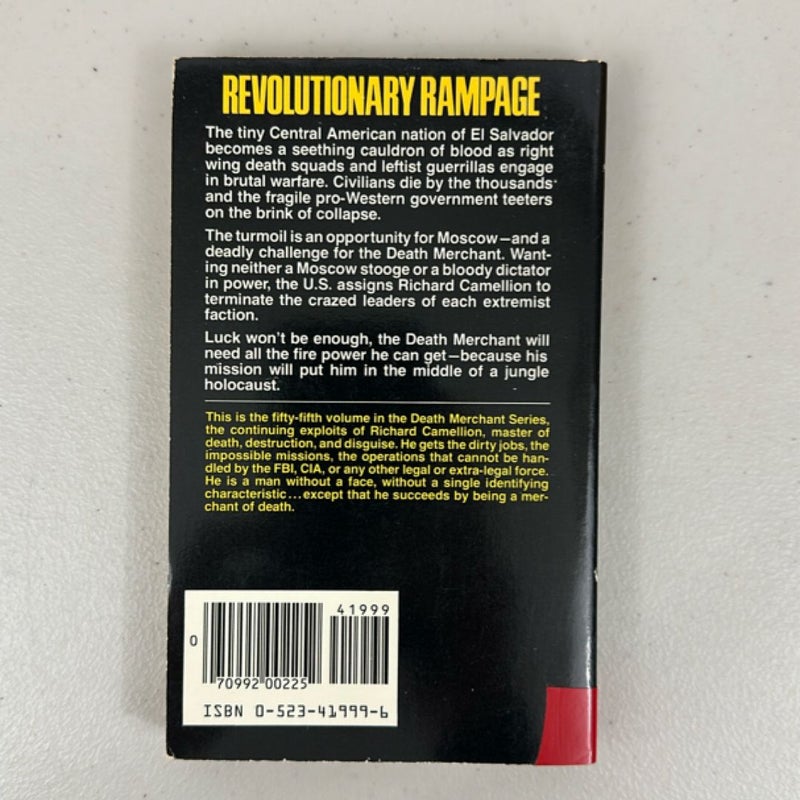 REVOLUTIONARY RAMPAGE
The tiny Central American nation of El Salvador
becomes a seething cauldron of blood as right
wing death squads and leftist guerrillas engage
in brutal warfare. Civilians die by the thousands
and the fragile pro-Western government teeters
on the brink of collapse.
The turmoil is an opportunity for Moscow—and a
deadly challenge for the Death Merchant. Want-
ing neither a Moscow stooge or a bloody dictator
in power, the U.S. assigns Richard Camellion to
terminate the crazed leaders of each extremist
faction.
Luck won't be enough, the Death Merchant will
need all the fire power he can get—because his
mission will put him in the middle of a jungle
holocaust.
This is the fifty-fifth volume in the Death Merchant Series,
the continuing exploits of Richard Camellion, master of
death, destruction, and disguise. He gets the dirty jobs, the
impossible missions, the operations that cannot be han-
dled by the FBI, CIA, or any other legal or extra-legal force.
He is a man without a face, without a single identifying
characteristic...except that he succeeds by being a mer-
chant of death.
41999
0
70992 00225
ISBN 0-523-41999-6